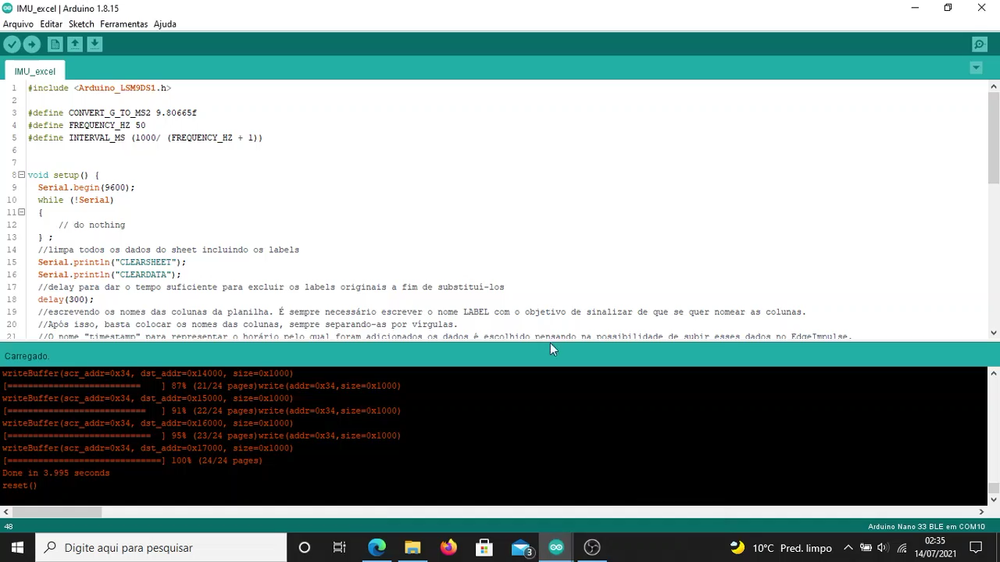 IMU_excel | Arduino 1.8.15
Arquivo Editar Sketch Ferramentas Ajuda
IMU_excel
1 #include <Arduino_LSM9DS1.h>
2
3 #define CONVERT_G_TO_MS2 9.80665f
4 #define FREQUENCY_HZ 50
5 #define INTERVAL_MS (1000/ (FREQUENCY_HZ + 1))
6
7
8 void setup() {
9 Serial.begin(9600);
10 while (!Serial)
11 {
12 // do nothing
13 } ;
14 //limpa todos os dados do sheet incluindo os labels
15 Serial.println("CLEARSHEET");
16 Serial.println("CLEARDATA");
17 //delay para dar o tempo suficiente para excluir os labels originais a fim de substituí-los
18 delay(300);
19 //escrevendo os nomes das colunas da planilha. É sempre necessário escrever o nome LABEL com o objetivo de sinalizar de que se quer nomear as colunas.
20 //Após isso, basta colocar os nomes das colunas, sempre separando-as por vírgulas.
21 //O nome "timestamp" para representar o horário pelo qual foram adicionados os dados é escolhido pensando na possibilidade de subir esses dados no EdgeImpulse.
Carregado.
writeBuffer(scr_addr=0x34, dst_addr=0x14000, size=0x1000)
[========================== ] 87% (21/24 pages)write(addr=0x34,size=0x1000)
writeBuffer(scr_addr=0x34, dst_addr=0x15000, size=0x1000)
[=========================== ] 91% (22/24 pages)write(addr=0x34,size=0x1000)
writeBuffer(scr_addr=0x34, dst_addr=0x16000, size=0x1000)
[============================ ] 95% (23/24 pages)write(addr=0x34,size=0x1000)
writeBuffer(scr_addr=0x34, dst_addr=0x17000, size=0x1000)
[==============================] 100% (24/24 pages)
Done in 3.995 seconds
reset()
48 Arduino Nano 33 BLE em COM10
Digite aqui para pesquisar 3 10°C Pred. limpo 02:35
14/07/2021